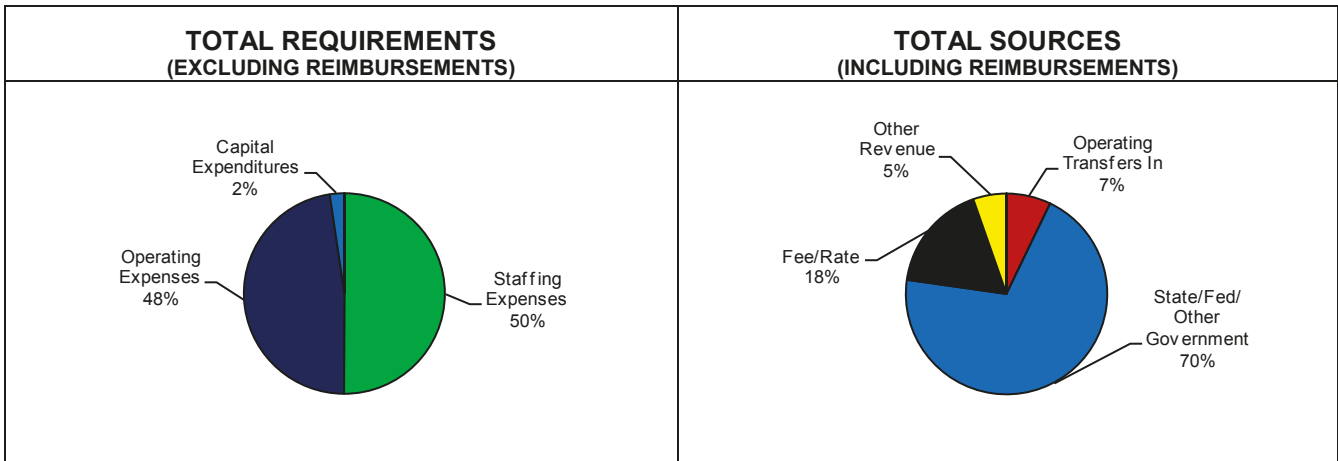 TOTAL REQUIREMENTS
(EXCLUDING REIMBURSEMENTS)
Capital
Expenditures
2%
Operating
Expenses
48%
Staffing
Expenses
50%
TOTAL SOURCES
(INCLUDING REIMBURSEMENTS)
Other
Revenue
5%
Operating
Transfers In
7%
Fee/Rate
18%
State/Fed/
Other
Government
70%